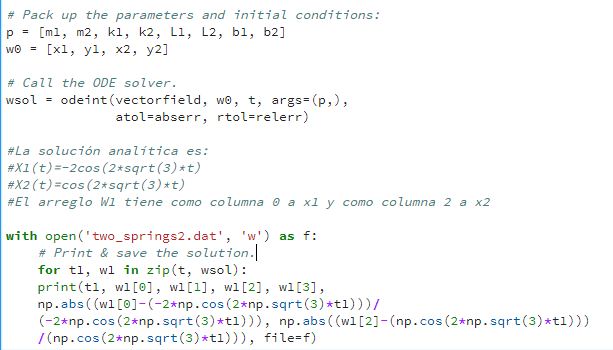 # Pack up the parameters and initial conditions:
p = [m1, m2, k1, k2, L1, L2, b1, b2]
w0 = [x1, y1, x2, y2]
# Call the ODE solver.
wsol = odeint(vectorfield, w0, t, args=(p,),
atol=abserr, rtol=relerr)
#La solución analítica es:
#X1(t)=-2cos(2*sqrt(3)*t)
#X2(t)=cos(2*sqrt(3)*t)
#El arreglo W1 tiene como columna 0 a x1 y como columna 2 a x2
with open('two_springs2.dat', 'w') as f:
# Print & save the solution.
for t1, w1 in zip(t, wsol):
print(t1, w1[0], w1[1], w1[2], w1[3],
np.abs((w1[0]-(-2*np.cos(2*np.sqrt(3)*t1)))/
(-2*np.cos(2*np.sqrt(3)*t1))), np.abs((w1[2]-(np.cos(2*np.sqrt(3)*t1)))
/(np.cos(2*np.sqrt(3)*t1))), file=f)